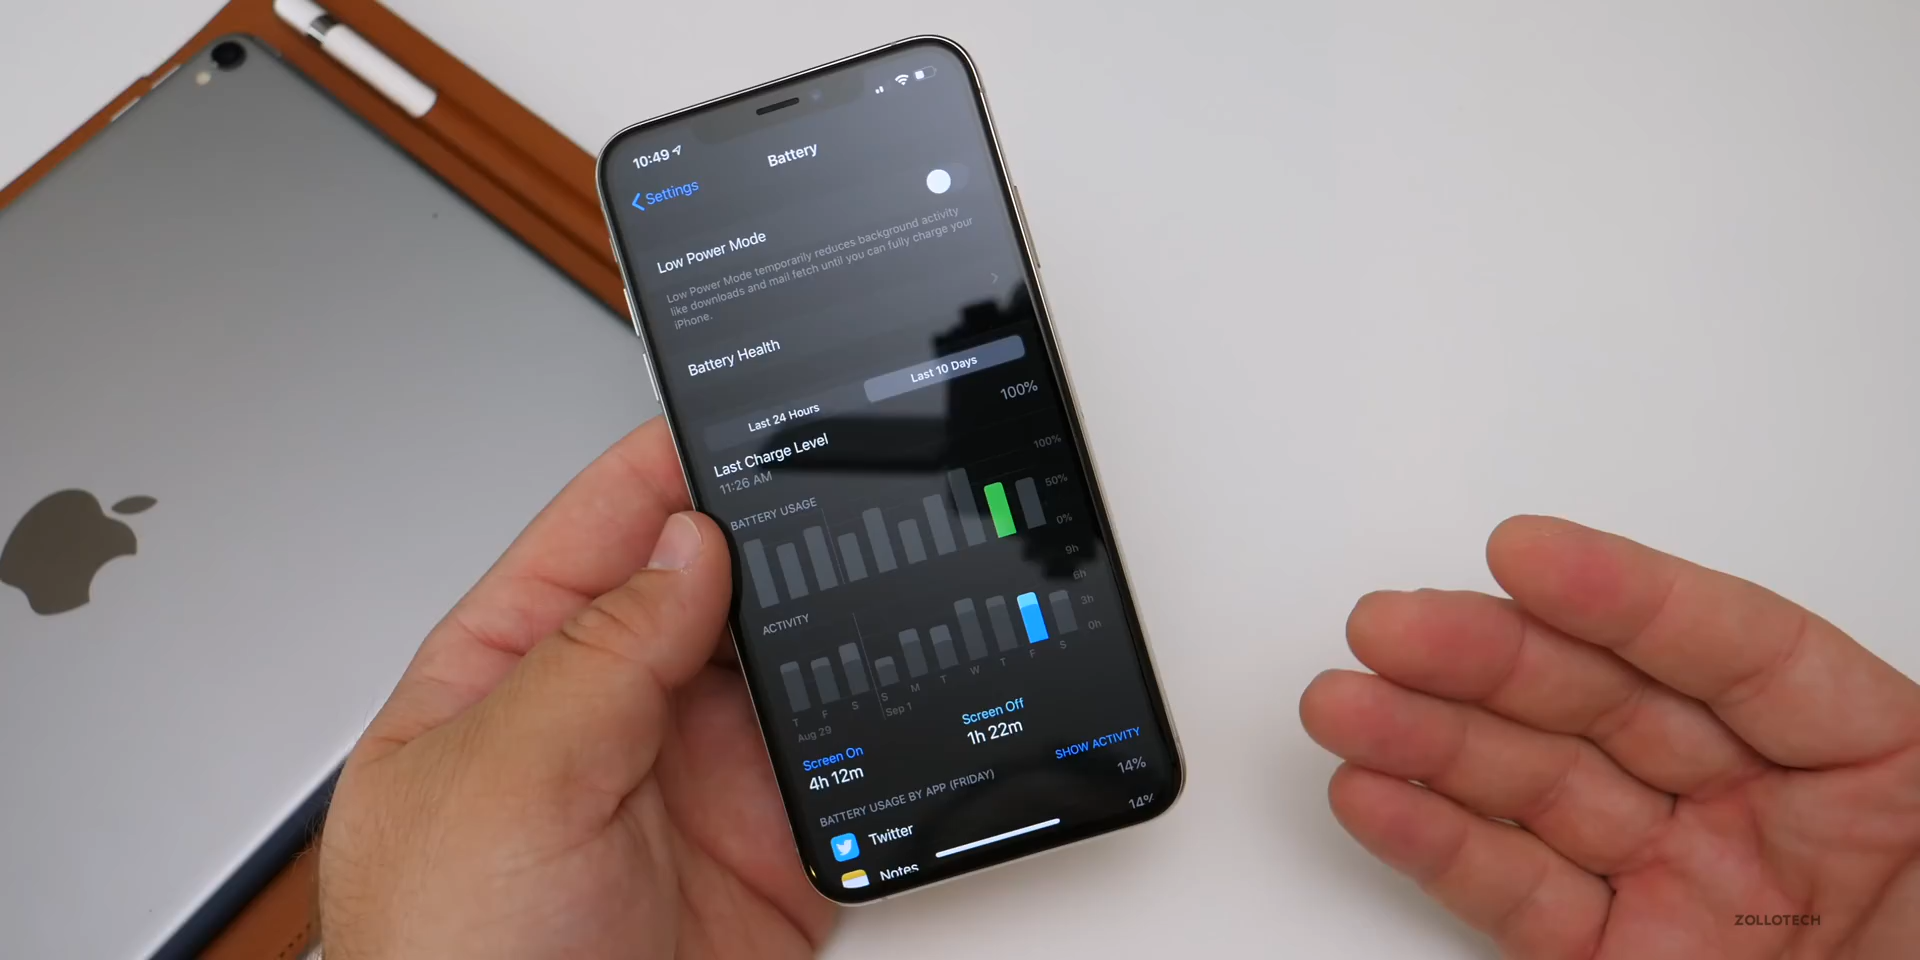 10:49
Battery
Settings
Low Power Mode
Low Power Mode temporarily reduces background activity
like downloads and mail fetch until you can fully charge your
iPhone.
Battery Health
Last 24 Hours
Last 10 Days
Last Charge Level
100%
11:26 AM
BATTERY USAGE
100%
50%
0%
ACTIVITY
9h
6h
3h
0h
T F S S M T W T F S
Aug 29
Sep 1
Screen On
4h 12m
Screen Off
1h 22m
BATTERY USAGE BY APP (FRIDAY)
SHOW ACTIVITY
Twitter
14%
Notes
14%
ZOLLOTECH